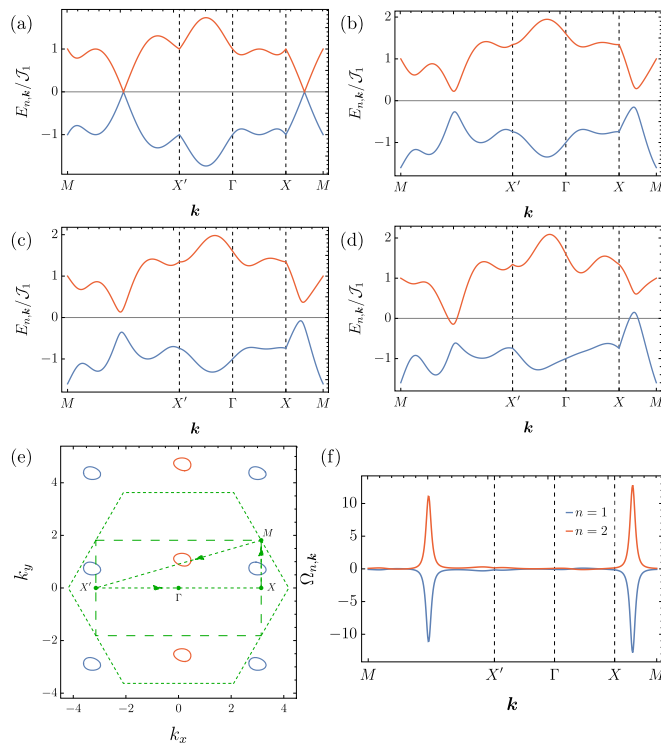 (a)
2
1
0
−1
E_{n,k}/𝒥_1
M X′ Γ X M
k
(b)
2
1
0
−1
E_{n,k}/𝒥_1
M X′ Γ X M
k
(c)
2
1
0
−1
E_{n,k}/𝒥_1
M X′ Γ X M
k
(d)
2
1
0
−1
E_{n,k}/𝒥_1
M X′ Γ X M
k
(e)
4
2
0
−2
−4
k_y
M
X′ Γ X
−4 −2 0 2 4
k_x
(f)
10
5
0
−5
−10
Ω_{n,k}
n = 1
n = 2
M X′ Γ X M
k